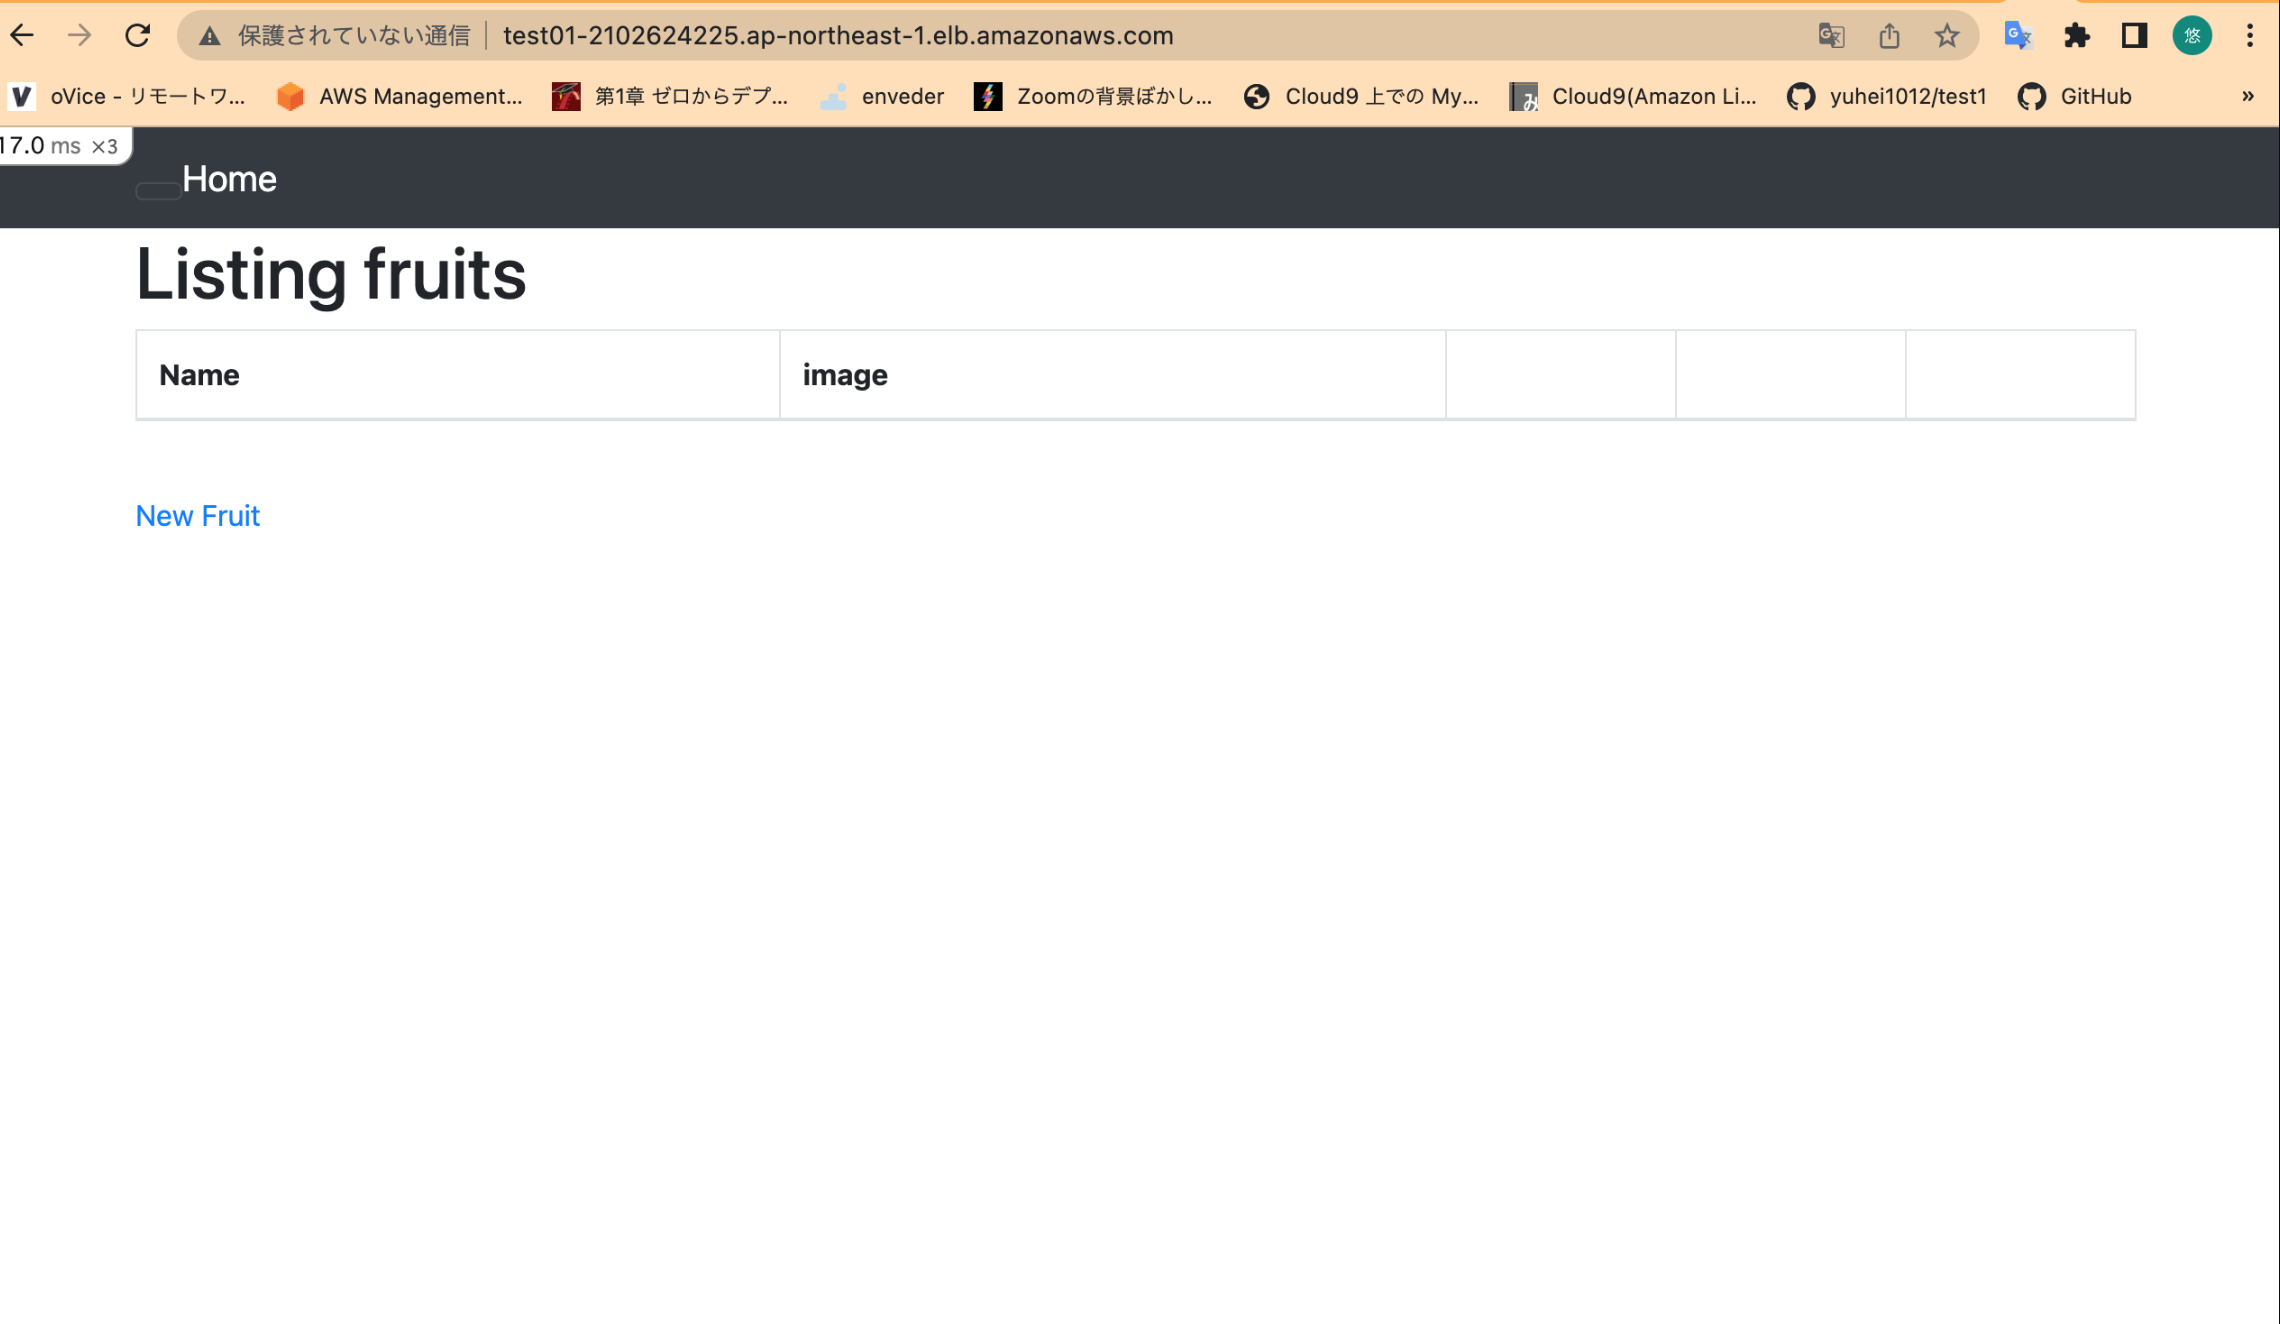 保護されていない通信 test01-2102624225.ap-northeast-1.elb.amazonaws.com
oVice - リモートワ... AWS Management... 第1章 ゼロからデプ... enveder Zoomの背景ぼかし... Cloud9 上での My... Cloud9(Amazon Li... yuhei1012/test1 GitHub »
17.0 ms ×3
Home
Listing fruits
Name image
New Fruit